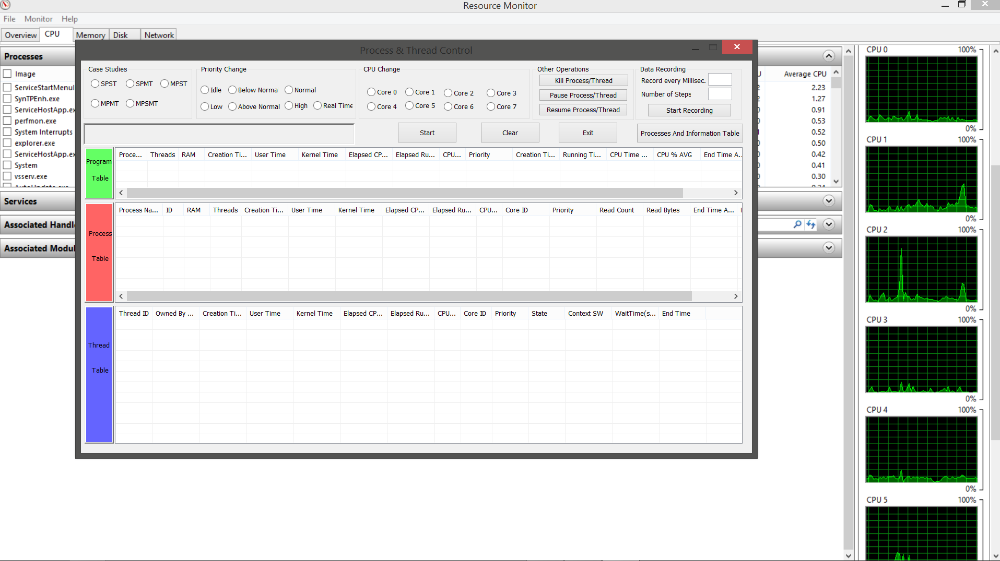 Resource Monitor
File Monitor Help
Overview CPU Memory Disk Network
Processes
Image
ServiceStartMenuI
SynTPEnh.exe
ServiceHostApp.ex
perfmon.exe
System Interrupts
explorer.exe
ServiceHostApp.ex
System
vsserv.exe
AutoUpdate.exe
Services
Associated Handle
Associated Modul
Process & Thread Control
Case Studies
SPST SPMT MPST
MPMT MPSMT
Priority Change
Idle Below Norma Normal
Low Above Normal High Real Time
CPU Change
Core 0 Core 1 Core 2 Core 3
Core 4 Core 5 Core 6 Core 7
Other Operations
Kill Process/Thread
Pause Process/Thread
Resume Process/Thread
Data Recording
Record every Millisec.
Number of Steps
Start Recording
Start Clear Exit Processes And Information Table
Program
Table
Proce... Threads RAM Creation Ti... User Time Kernel Time Elapsed CP... Elapsed Ru... CPU... Priority Creation Ti... Running Ti... CPU Time ... CPU % AVG End Time A..
Process
Table
Process Na... ID RAM Threads Creation Ti... User Time Kernel Time Elapsed CP... Elapsed Ru... CPU... Core ID Priority Read Count Read Bytes End Time A...
Thread
Table
Thread ID Owned By ... Creation Ti... User Time Kernel Time Elapsed CP... Elapsed Ru... CPU... Core ID Priority State Context SW WaitTime(s... End Time
Average CPU
2.23
1.27
0.91
0.53
0.52
0.50
0.42
0.41
0.30
CPU 0 100%
0%
CPU 1 100%
0%
CPU 2 100%
0%
CPU 3 100%
0%
CPU 4 100%
0%
CPU 5 100%